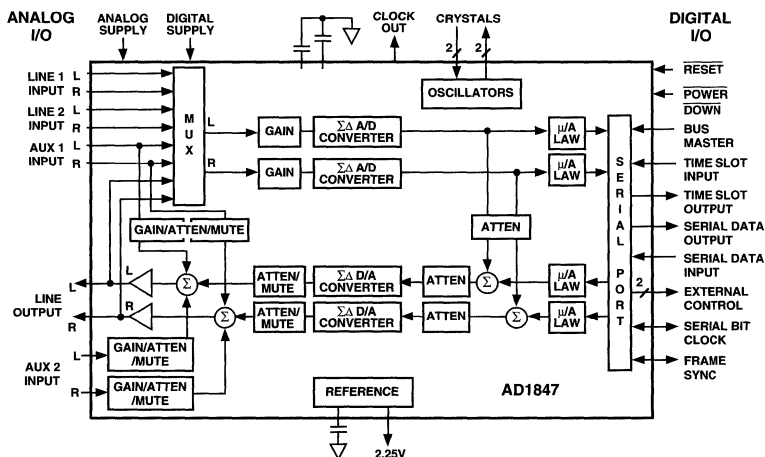 ANALOG
I/O
ANALOG
SUPPLY
DIGITAL
SUPPLY
CLOCK
OUT
CRYSTALS
DIGITAL
I/O
2
2
OSCILLATORS
LINE 1
INPUT
L
R
LINE 2
INPUT
L
R
AUX 1
INPUT
L
R
MUX
L
R
GAIN
ΣΔ A/D
CONVERTER
μ/A
LAW
GAIN
ΣΔ A/D
CONVERTER
μ/A
LAW
SERIAL PORT
RESET
POWER
DOWN
BUS
MASTER
TIME SLOT
INPUT
TIME SLOT
OUTPUT
SERIAL DATA
OUTPUT
SERIAL DATA
INPUT
2
EXTERNAL
CONTROL
SERIAL BIT
CLOCK
FRAME
SYNC
GAIN/ATTEN/MUTE
ATTEN
L
LINE
OUTPUT
R
L
R
Σ
Σ
ATTEN/
MUTE
ΣΔ D/A
CONVERTER
ATTEN
Σ
μ/A
LAW
ATTEN/
MUTE
ΣΔ D/A
CONVERTER
ATTEN
Σ
μ/A
LAW
AUX 2
INPUT
L
R
GAIN/ATTEN
/MUTE
GAIN/ATTEN
/MUTE
REFERENCE
AD1847
2.25V